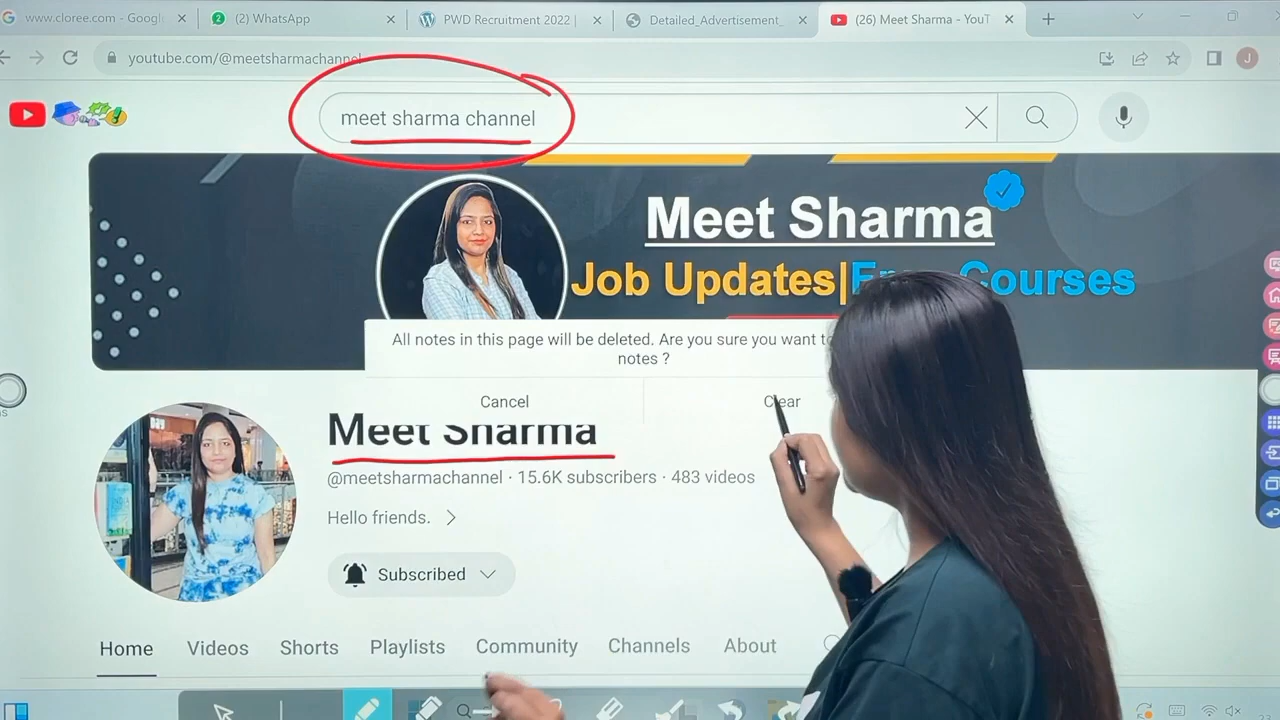 www.cloree.com - Googl
(2) WhatsApp
PWD Recruitment 2022 |
Detailed_Advertisement_
(26) Meet Sharma - YouT
youtube.com/@meetsharmachannel
J
meet sharma channel
Meet Sharma
Job Updates|Free Courses
All notes in this page will be deleted. Are you sure you want to
notes ?
Cancel
Clear
Meet Sharma
@meetsharmachannel · 15.6K subscribers · 483 videos
Hello friends.
Subscribed
Home Videos Shorts Playlists Community Channels About